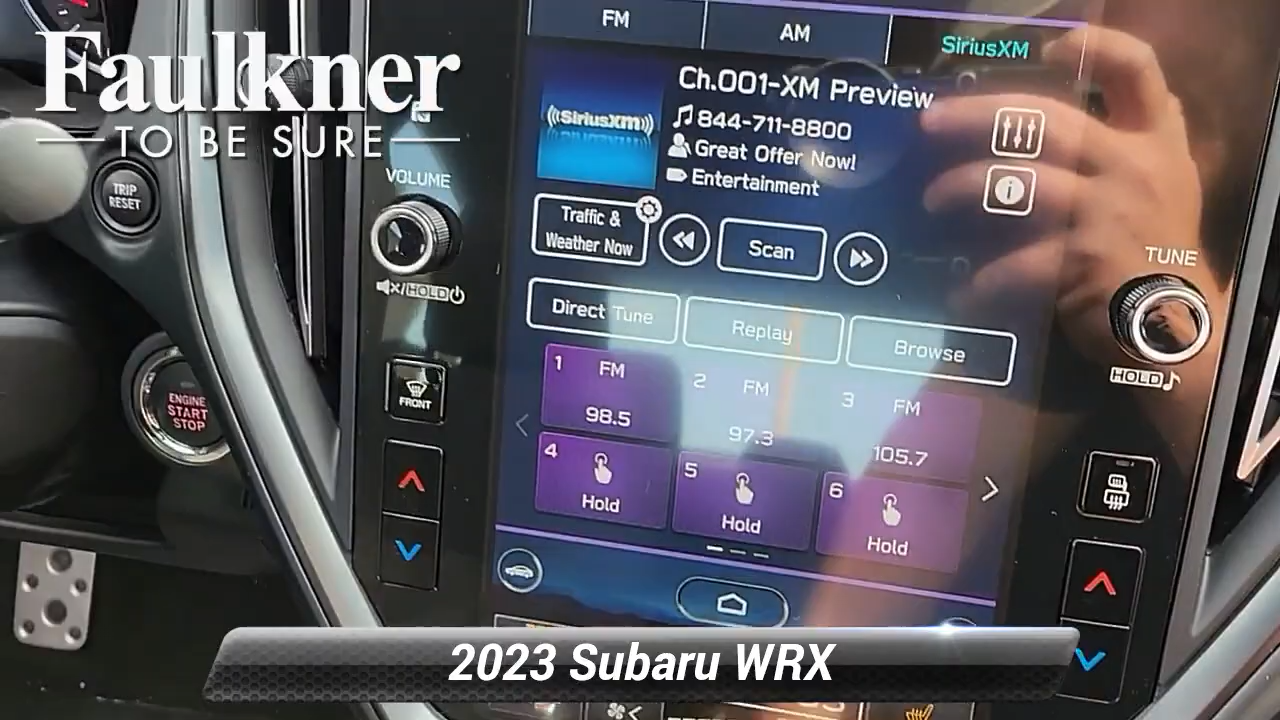 Faulkner
TO BE SURE
FM
AM
SiriusXM
Ch.001-XM Preview
((SiriusXM))
844-711-8800
Great Offer Now!
Entertainment
TRIP
RESET
VOLUME
Traffic &
Weather Now
Scan
TUNE
/HOLD
Direct Tune
Replay
Browse
HOLD
FRONT
ENGINE
START
STOP
1 FM
98.5
2 FM
97.3
3 FM
105.7
4
Hold
5
Hold
6
Hold
2023 Subaru WRX